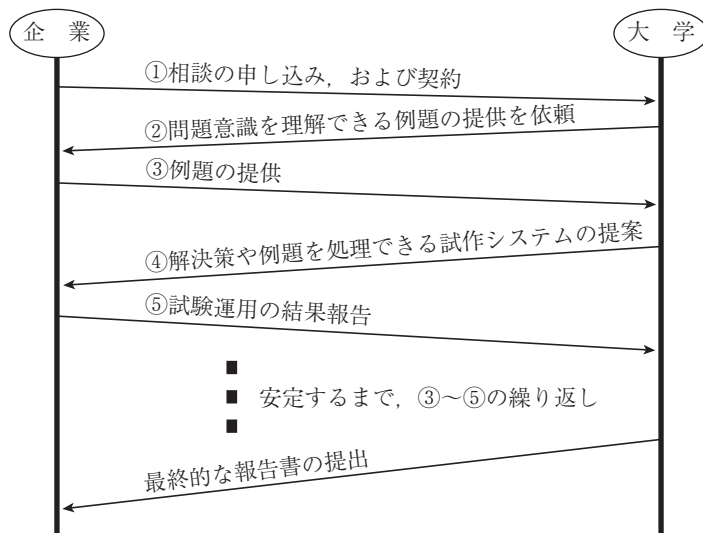 企　業
大　学
①相談の申し込み，および契約
②問題意識を理解できる例題の提供を依頼
③例題の提供
④解決策や例題を処理できる試作システムの提案
⑤試験運用の結果報告
安定するまで，③～⑤の繰り返し
最終的な報告書の提出